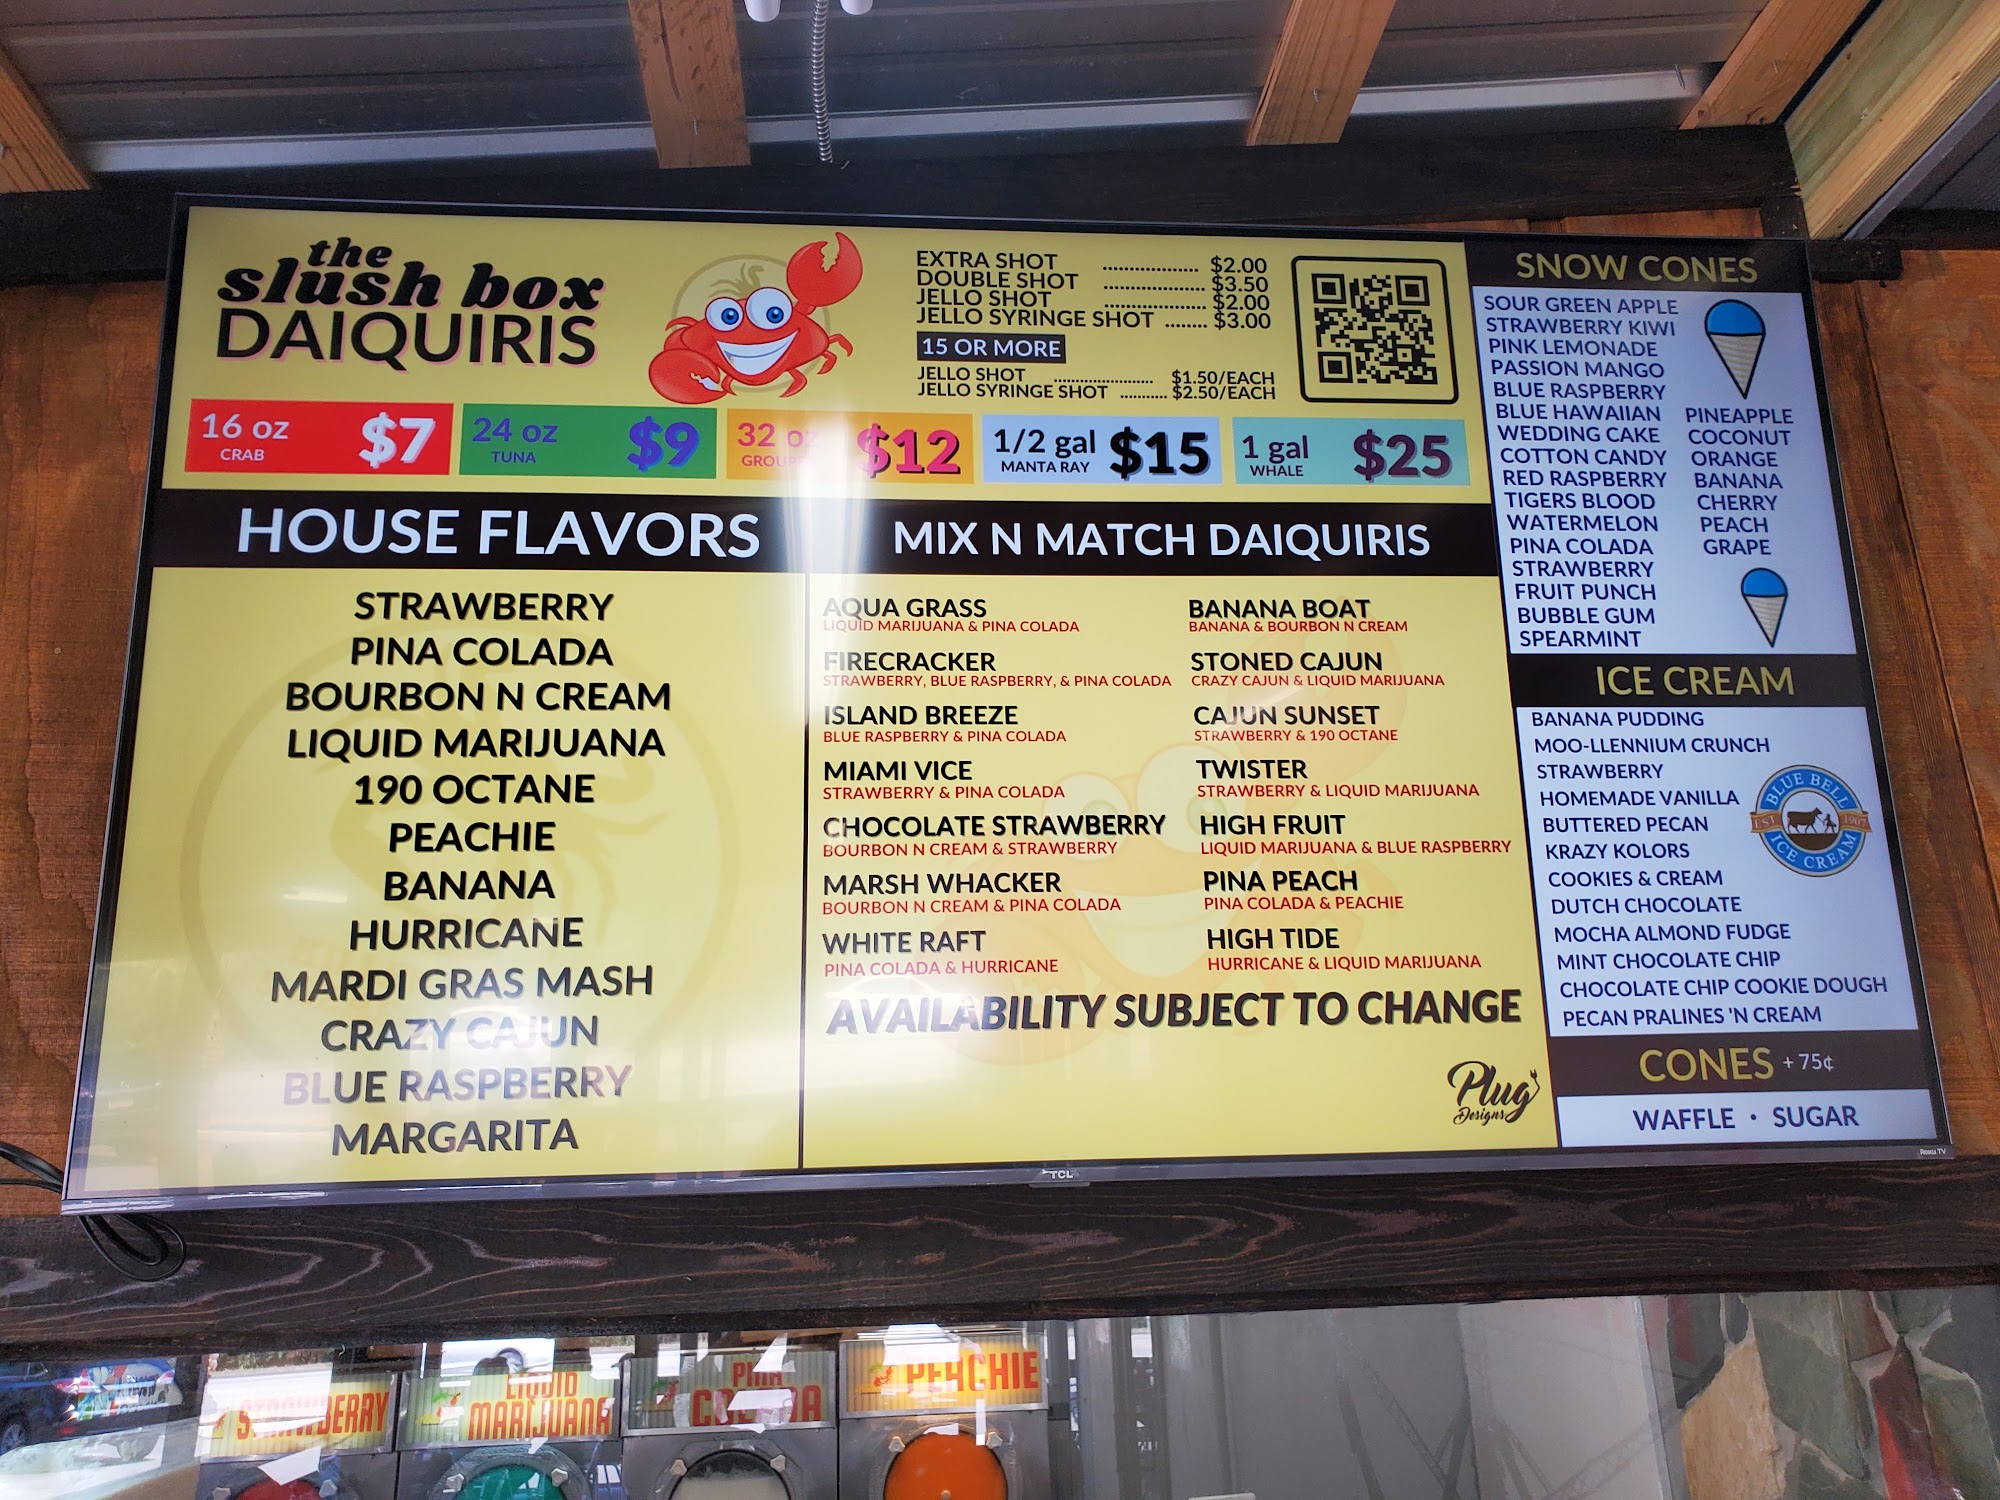 the
slush box
DAIQUIRIS
EXTRA SHOT .................. $2.00
DOUBLE SHOT .................. $3.50
JELLO SHOT .................. $2.00
JELLO SYRINGE SHOT ........ $3.00
15 OR MORE
JELLO SHOT ........................ $1.50/EACH
JELLO SYRINGE SHOT ........... $2.50/EACH
16 oz $7
CRAB
24 oz $9
TUNA
32 oz $12
1/2 gal $15
MANTA RAY
1 gal $25
WHALE
HOUSE FLAVORS
STRAWBERRY
PINA COLADA
BOURBON N CREAM
LIQUID MARIJUANA
190 OCTANE
PEACHIE
BANANA
HURRICANE
MARDI GRAS MASH
CRAZY CAJUN
BLUE RASPBERRY
MARGARITA
MIX N MATCH DAIQUIRIS
AQUA GRASS
LIQUID MARIJUANA & PINA COLADA
FIRECRACKER
STRAWBERRY, BLUE RASPBERRY, & PINA COLADA
ISLAND BREEZE
BLUE RASPBERRY & PINA COLADA
MIAMI VICE
STRAWBERRY & PINA COLADA
CHOCOLATE STRAWBERRY
BOURBON N CREAM & STRAWBERRY
MARSH WHACKER
BOURBON N CREAM & PINA COLADA
WHITE RAFT
PINA COLADA & HURRICANE
BANANA BOAT
BANANA & BOURBON N CREAM
STONED CAJUN
CRAZY CAJUN & LIQUID MARIJUANA
CAJUN SUNSET
STRAWBERRY & 190 OCTANE
TWISTER
STRAWBERRY & LIQUID MARIJUANA
HIGH FRUIT
LIQUID MARIJUANA & BLUE RASPBERRY
PINA PEACH
PINA COLADA & PEACHIE
HIGH TIDE
HURRICANE & LIQUID MARIJUANA
AVAILABILITY SUBJECT TO CHANGE
Plug
Designs
SNOW CONES
SOUR GREEN APPLE
STRAWBERRY KIWI
PINK LEMONADE
PASSION MANGO
BLUE RASPBERRY
BLUE HAWAIIAN
WEDDING CAKE
COTTON CANDY
RED RASPBERRY
TIGERS BLOOD
WATERMELON
PINA COLADA
STRAWBERRY
FRUIT PUNCH
BUBBLE GUM
SPEARMINT
PINEAPPLE
COCONUT
ORANGE
BANANA
CHERRY
PEACH
GRAPE
ICE CREAM
BANANA PUDDING
MOO-LLENNIUM CRUNCH
STRAWBERRY
HOMEMADE VANILLA
BUTTERED PECAN
KRAZY KOLORS
COOKIES & CREAM
DUTCH CHOCOLATE
MOCHA ALMOND FUDGE
MINT CHOCOLATE CHIP
CHOCOLATE CHIP COOKIE DOUGH
PECAN PRALINES 'N CREAM
BLUE BELL
EST 1907
ICE CREAM
CONES +75¢
WAFFLE • SUGAR
TCL
Roku TV
STRAWBERRY
LIQUID
MARIJUANA
PINA
COLADA
PEACHIE